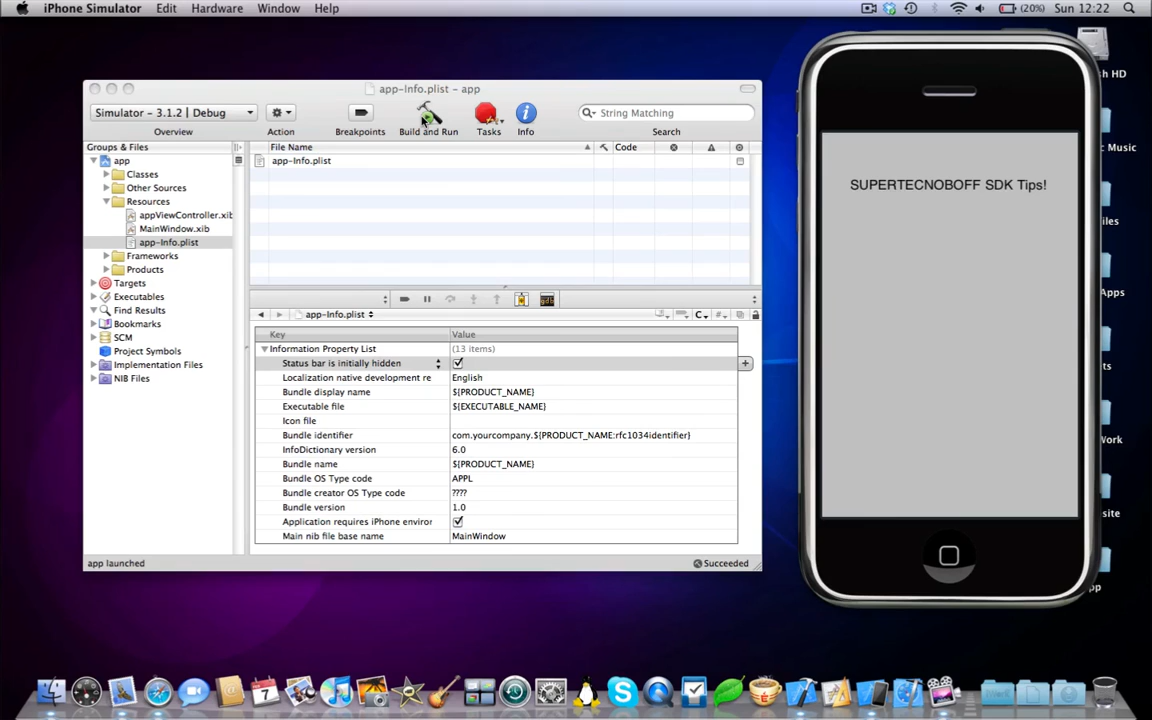 iPhone Simulator Edit Hardware Window Help (20%) Sun 12:22
app-Info.plist - app
Simulator - 3.1.2 | Debug String Matching
Overview Action Breakpoints Build and Run Tasks Info Search
Groups & Files File Name Code
app app-Info.plist
Classes
Other Sources
Resources
appViewController.xib
MainWindow.xib
app-Info.plist
Frameworks
Products
Targets
Executables
Find Results
Bookmarks
SCM
Project Symbols
Implementation Files
NIB Files
gdb
app-Info.plist C #
Key Value
Information Property List (13 items)
Status bar is initially hidden
Localization native development re English
Bundle display name ${PRODUCT_NAME}
Executable file ${EXECUTABLE_NAME}
Icon file
Bundle identifier com.yourcompany.${PRODUCT_NAME:rfc1034identifier}
InfoDictionary version 6.0
Bundle name ${PRODUCT_NAME}
Bundle OS Type code APPL
Bundle creator OS Type code ????
Bundle version 1.0
Application requires iPhone enviror
Main nib file base name MainWindow
app launched Succeeded
SUPERTECNOBOFF SDK Tips!
sh HD
c Music
iles
Apps
ts
Work
site
pp
7